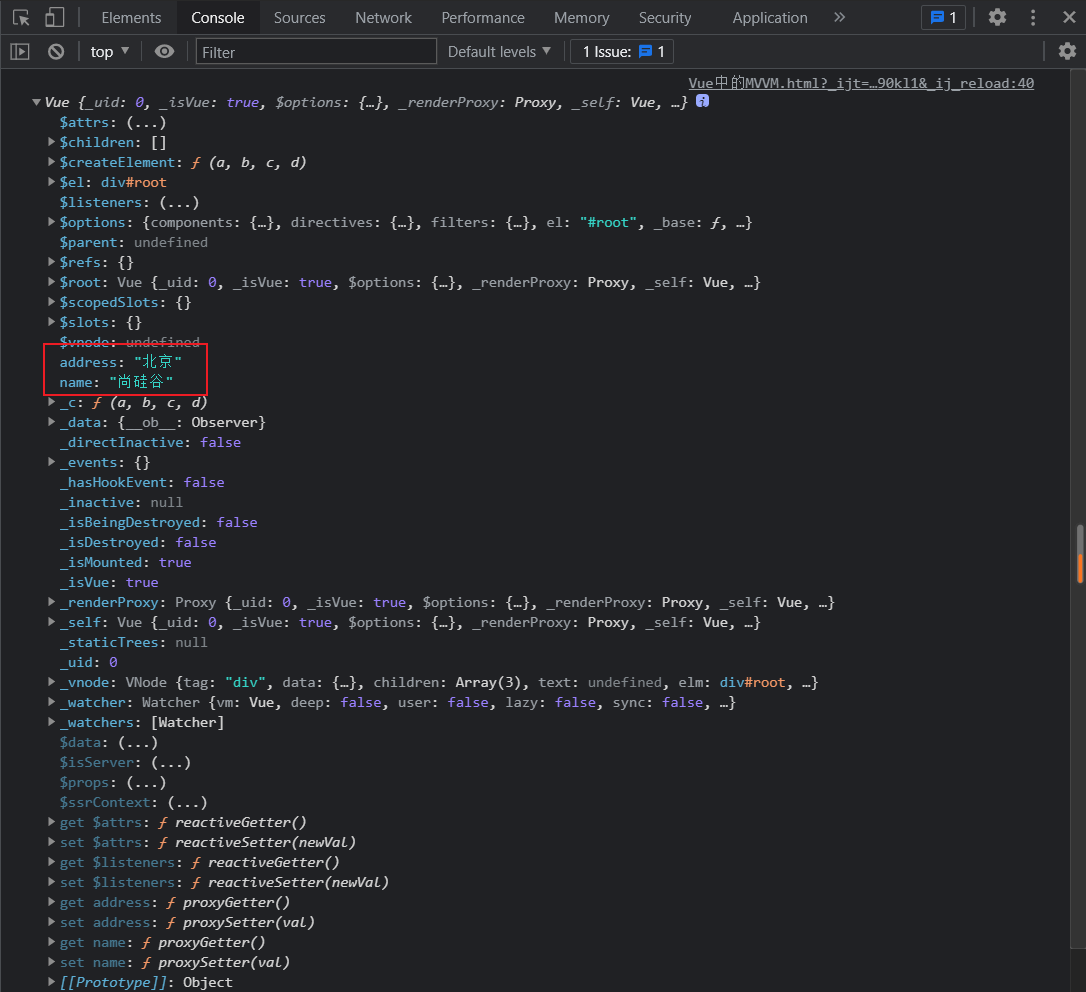 Elements Console Sources Network Performance Memory Security Application » 1
top ▼ Filter Default levels ▼ 1 Issue: 1
Vue中的MVVM.html?_ijt=…90kl1&_ij_reload:40
▼Vue {_uid: 0, _isVue: true, $options: {…}, _renderProxy: Proxy, _self: Vue, …} i
$attrs: (...)
▶$children: []
▶$createElement: ƒ (a, b, c, d)
▶$el: div#root
$listeners: (...)
▶$options: {components: {…}, directives: {…}, filters: {…}, el: "#root", _base: ƒ, …}
$parent: undefined
▶$refs: {}
▶$root: Vue {_uid: 0, _isVue: true, $options: {…}, _renderProxy: Proxy, _self: Vue, …}
▶$scopedSlots: {}
▶$slots: {}
$vnode: undefined
address: "北京"
name: "尚硅谷"
▶_c: ƒ (a, b, c, d)
▶_data: {__ob__: Observer}
_directInactive: false
▶_events: {}
_hasHookEvent: false
_inactive: null
_isBeingDestroyed: false
_isDestroyed: false
_isMounted: true
_isVue: true
▶_renderProxy: Proxy {_uid: 0, _isVue: true, $options: {…}, _renderProxy: Proxy, _self: Vue, …}
▶_self: Vue {_uid: 0, _isVue: true, $options: {…}, _renderProxy: Proxy, _self: Vue, …}
_staticTrees: null
_uid: 0
▶_vnode: VNode {tag: "div", data: {…}, children: Array(3), text: undefined, elm: div#root, …}
▶_watcher: Watcher {vm: Vue, deep: false, user: false, lazy: false, sync: false, …}
▶_watchers: [Watcher]
$data: (...)
$isServer: (...)
$props: (...)
$ssrContext: (...)
▶get $attrs: ƒ reactiveGetter()
▶set $attrs: ƒ reactiveSetter(newVal)
▶get $listeners: ƒ reactiveGetter()
▶set $listeners: ƒ reactiveSetter(newVal)
▶get address: ƒ proxyGetter()
▶set address: ƒ proxySetter(val)
▶get name: ƒ proxyGetter()
▶set name: ƒ proxySetter(val)
▶[[Prototype]]: Object